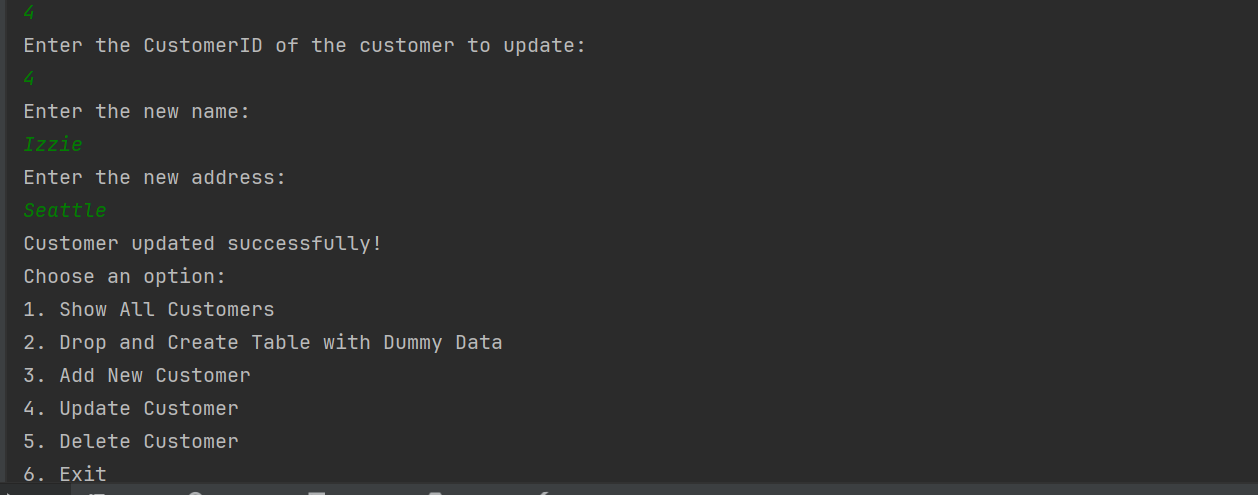 4
Enter the CustomerID of the customer to update:
4
Enter the new name:
Izzie
Enter the new address:
Seattle
Customer updated successfully!
Choose an option:
1. Show All Customers
2. Drop and Create Table with Dummy Data
3. Add New Customer
4. Update Customer
5. Delete Customer
6. Exit